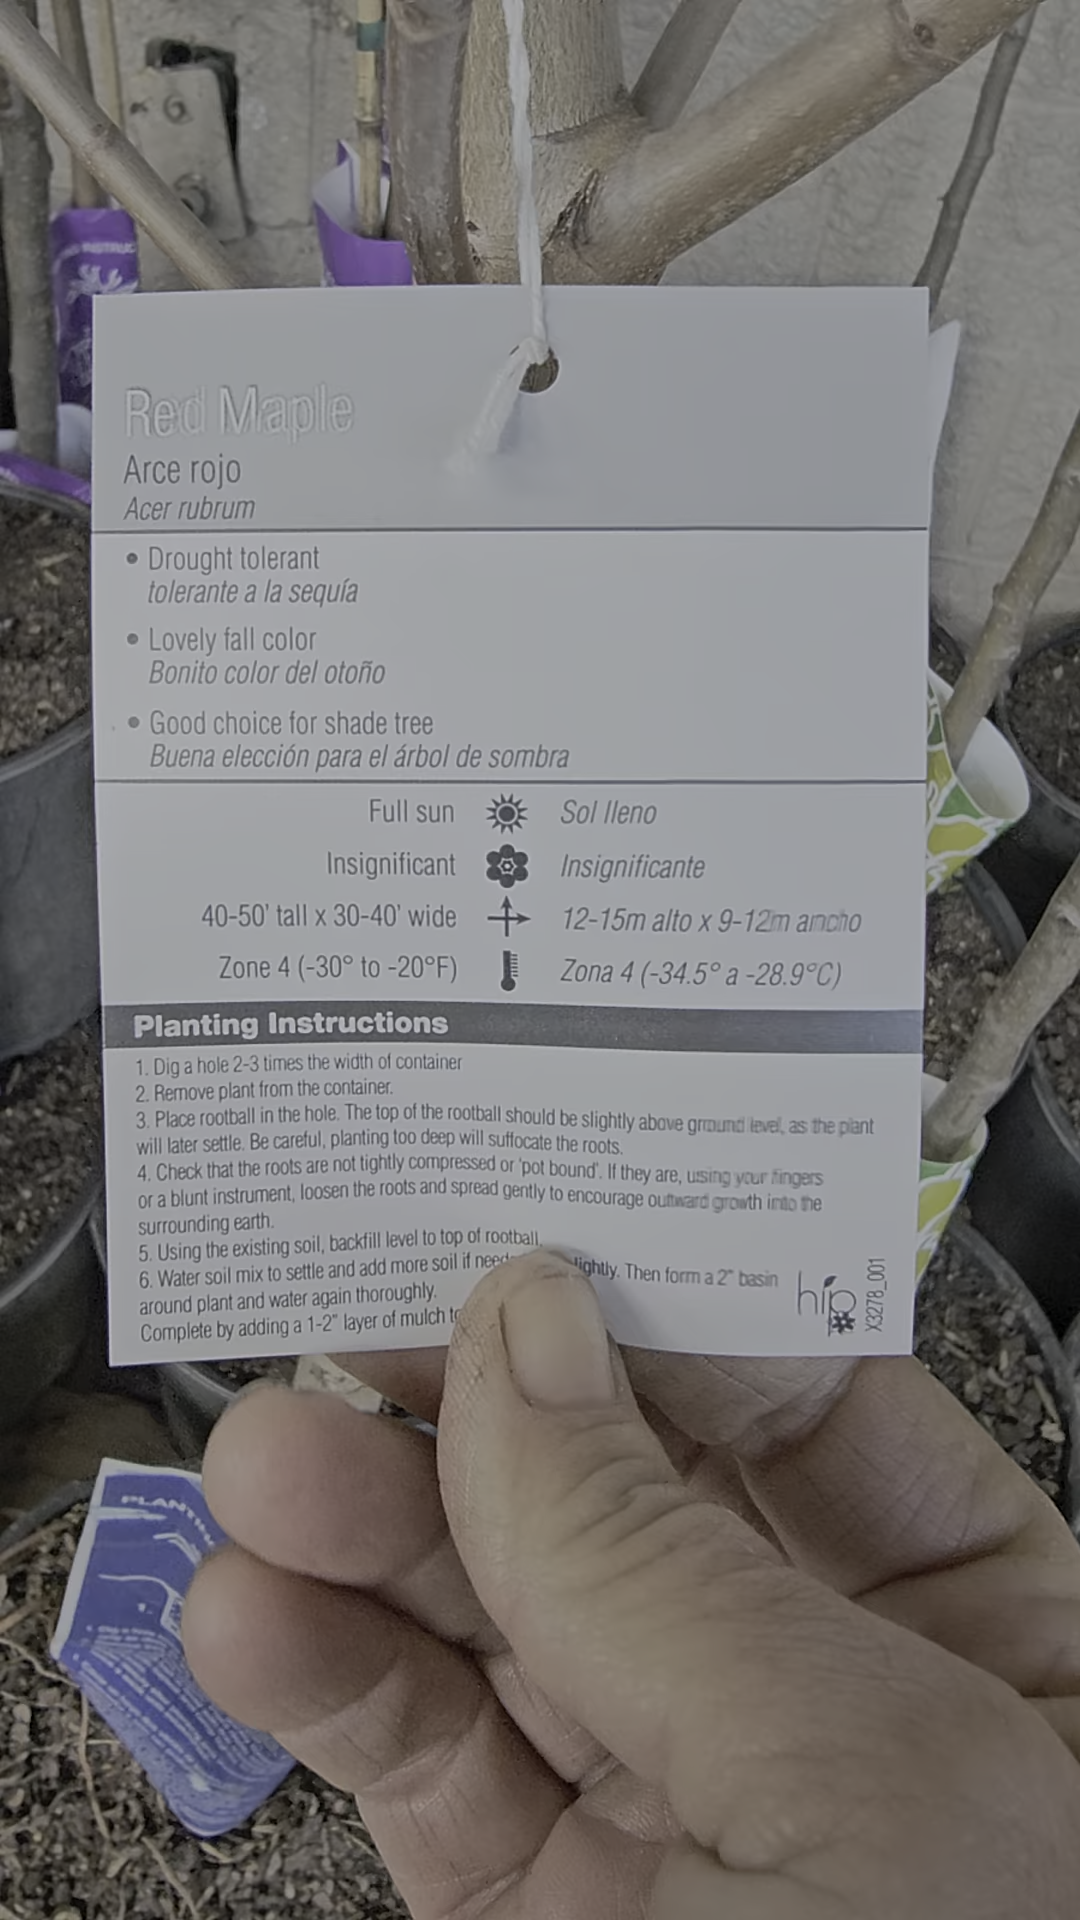 Red Maple
Arce rojo
Acer rubrum
• Drought tolerant
tolerante a la sequía
• Lovely fall color
Bonito color del otoño
• Good choice for shade tree
Buena elección para el árbol de sombra
Full sun Sol lleno
Insignificant Insignificante
40-50' tall x 30-40' wide 12-15m alto x 9-12m ancho
Zone 4 (-30° to -20°F) Zona 4 (-34.5° a -28.9°C)
Planting Instructions
1. Dig a hole 2-3 times the width of container
2. Remove plant from the container.
3. Place rootball in the hole. The top of the rootball should be slightly above ground level, as the plant
will later settle. Be careful, planting too deep will suffocate the roots.
4. Check that the roots are not tightly compressed or 'pot bound'. If they are, using your fingers
or a blunt instrument, loosen the roots and spread gently to encourage outward growth into the
surrounding earth.
5. Using the existing soil, backfill level to top of rootball.
6. Water soil mix to settle and add more soil if lightly. Then form a 2" basin
around plant and water again thoroughly.
Complete by adding a 1-2" layer of mulch
hip
X3278_001